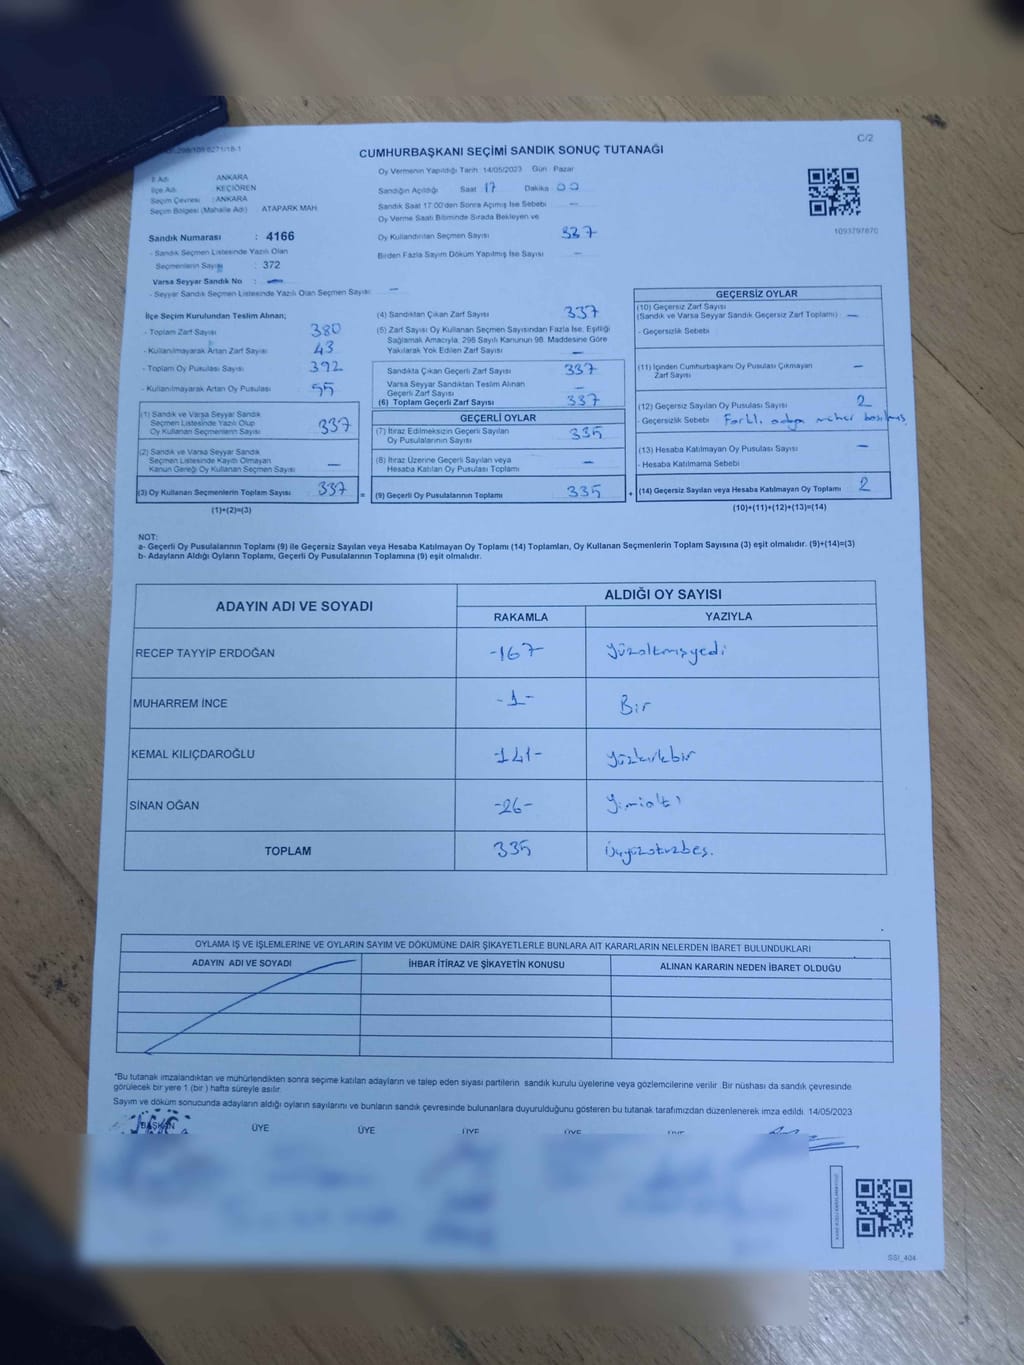 C/2
CUMHURBAŞKANI SEÇİMİ SANDIK SONUÇ TUTANAĞI
İl Adı : ANKARA
İlçe Adı : KEÇİÖREN
Seçim Çevresi : ANKARA
Seçim Bölgesi (Mahalle Adı) : ATAPARK MAH.
Sandık Numarası : 4166
- Sandık Seçmen Listesinde Yazılı Olan
Seçmenlerin Sayısı : 372
Varsa Seyyar Sandık No : -
- Seyyar Sandık Seçmen Listesinde Yazılı Olan Seçmen Sayısı: -
Oy Vermenin Yapıldığı Tarih :14/05/2023 Gün : Pazar
Sandığın Açıldığı Saat 17 Dakika 00
Sandık Saat 17:00'den Sonra Açılmış İse Sebebi -
Oy Verme Saati Bitiminde Sırada Bekleyen ve
Oy Kullandırılan Seçmen Sayısı 337
Birden Fazla Sayım Döküm Yapılmış İse Sayısı -
1093797870
İlçe Seçim Kurulundan Teslim Alınan;
- Toplam Zarf Sayısı 380
- Kullanılmayarak Artan Zarf Sayısı 43
- Toplam Oy Pusulası Sayısı 392
- Kullanılmayarak Artan Oy Pusulası 55
(1) Sandık ve Varsa Seyyar Sandık
Seçmen Listesinde Yazılı Olup
Oy Kullanan Seçmenlerin Sayısı 337
(2) Sandık ve Varsa Seyyar Sandık
Seçmen Listesinde Kayıtlı Olmayan
Kanun Gereği Oy Kullanan Seçmen Sayısı -
(3) Oy Kullanan Seçmenlerin Toplam Sayısı 337 =
(1)+(2)=(3)
(4) Sandıktan Çıkan Zarf Sayısı 337
(5) Zarf Sayısı Oy Kullanan Seçmen Sayısından Fazla İse, Eşitliği
Sağlamak Amacıyla, 298 Sayılı Kanunun 98. Maddesine Göre
Yakılarak Yok Edilen Zarf Sayısı -
Sandıkta Çıkan Geçerli Zarf Sayısı 337
Varsa Seyyar Sandıktan Teslim Alınan
Geçerli Zarf Sayısı -
(6) Toplam Geçerli Zarf Sayısı 337
GEÇERLİ OYLAR
(7) İtiraz Edilmeksizin Geçerli Sayılan
Oy Pusulalarının Sayısı 335
(8) İtiraz Üzerine Geçerli Sayılan veya
Hesaba Katılan Oy Pusulası Toplamı -
(9) Geçerli Oy Pusulalarının Toplamı 335 +
GEÇERSİZ OYLAR
(10) Geçersiz Zarf Sayısı
(Sandık ve Varsa Seyyar Sandık Geçersiz Zarf Toplamı) : -
- Geçersizlik Sebebi
(11) İçinden Cumhurbaşkanı Oy Pusulası Çıkmayan
Zarf Sayısı -
(12) Geçersiz Sayılan Oy Pusulası Sayısı 2
- Geçersizlik Sebebi
(13) Hesaba Katılmayan Oy Pusulası Sayısı -
- Hesaba Katılmama Sebebi
(14) Geçersiz Sayılan veya Hesaba Katılmayan Oy Toplamı 2
(10)+(11)+(12)+(13)=(14)
NOT:
a- Geçerli Oy Pusulalarının Toplamı (9) ile Geçersiz Sayılan veya Hesaba Katılmayan Oy Toplamı (14) Toplamları, Oy Kullanan Seçmenlerin Toplam Sayısına (3) eşit olmalıdır. (9)+(14)=(3)
b- Adayların Aldığı Oyların Toplamı, Geçerli Oy Pusulalarının Toplamına (9) eşit olmalıdır.
ADAYIN ADI VE SOYADI
ALDIĞI OY SAYISI
RAKAMLA YAZIYLA
RECEP TAYYİP ERDOĞAN -167- Yüzaltmışyedi
MUHARREM İNCE -1- Bir
KEMAL KILIÇDAROĞLU -141- Yüzkırkbir
SİNAN OĞAN -26- Yirmialtı
TOPLAM 335 Üçyüzotuzbeş.
OYLAMA İŞ VE İŞLEMLERİNE VE OYLARIN SAYIM VE DÖKÜMÜNE DAİR ŞİKAYETLERLE BUNLARA AİT KARARLARIN NELERDEN İBARET BULUNDUKLARI
ADAYIN ADI VE SOYADI İHBAR İTİRAZ VE ŞİKAYETİN KONUSU ALINAN KARARIN NEDEN İBARET OLDUĞU
*Bu tutanak imzalandıktan ve mühürlendikten sonra seçime katılan adayların ve talep eden siyasi partilerin sandık kurulu üyelerine veya gözlemcilerine verilir. Bir nüshası da sandık çevresinde
görülecek bir yere 1 (bir) hafta süreyle asılır.
Sayım ve döküm sonucunda adayların aldığı oyların sayılarını ve bunların sandık çevresinde bulunanlara duyurulduğunu gösteren bu tutanak tarafımızdan düzenlenerek imza edildi. 14/05/2023
BAŞKAN ÜYE ÜYE ÜYE ÜYE ÜYE
SSI_404